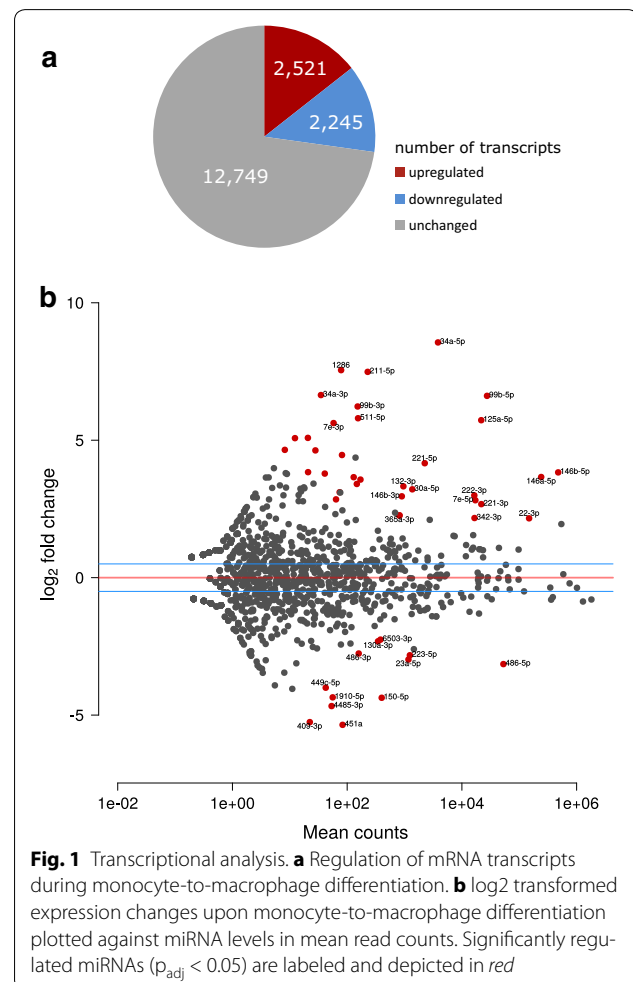 a
2,521
2,245
12,749
number of transcripts
upregulated
downregulated
unchanged
b
10
5
0
-5
log2 fold change
34a-5p
1286
211-5p
34a-3p
99b-3p
99b-5p
511-5p
7e-3p
125a-5p
221-5p
146b-5p
146a-5p
132-3p
30a-5p
222-3p
146b-3p
7e-5p
221-3p
365a-3p
342-3p
22-3p
6503-3p
130a-3p
486-3p
223-5p
23a-5p
486-5p
449c-5p
1910-5p
150-5p
4485-3p
409-3p
451a
1e-02
1e+00
1e+02
1e+04
1e+06
Mean counts
Fig. 1 Transcriptional analysis. a Regulation of mRNA transcripts
during monocyte-to-macrophage differentiation. b log2 transformed
expression changes upon monocyte-to-macrophage differentiation
plotted against miRNA levels in mean read counts. Significantly regu-
lated miRNAs (padj < 0.05) are labeled and depicted in red